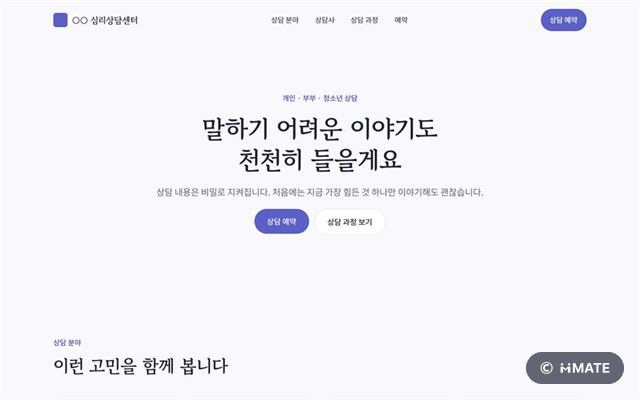 ○○ 심리상담센터
상담 분야 상담사 상담 과정 예약
상담 예약
개인 · 부부 · 청소년 상담
말하기 어려운 이야기도
천천히 들을게요
상담 내용은 비밀로 지켜집니다. 처음에는 지금 가장 힘든 것 하나만 이야기해도 괜찮습니다.
상담 예약 상담 과정 보기
상담 분야
이런 고민을 함께 봅니다
© MMATE